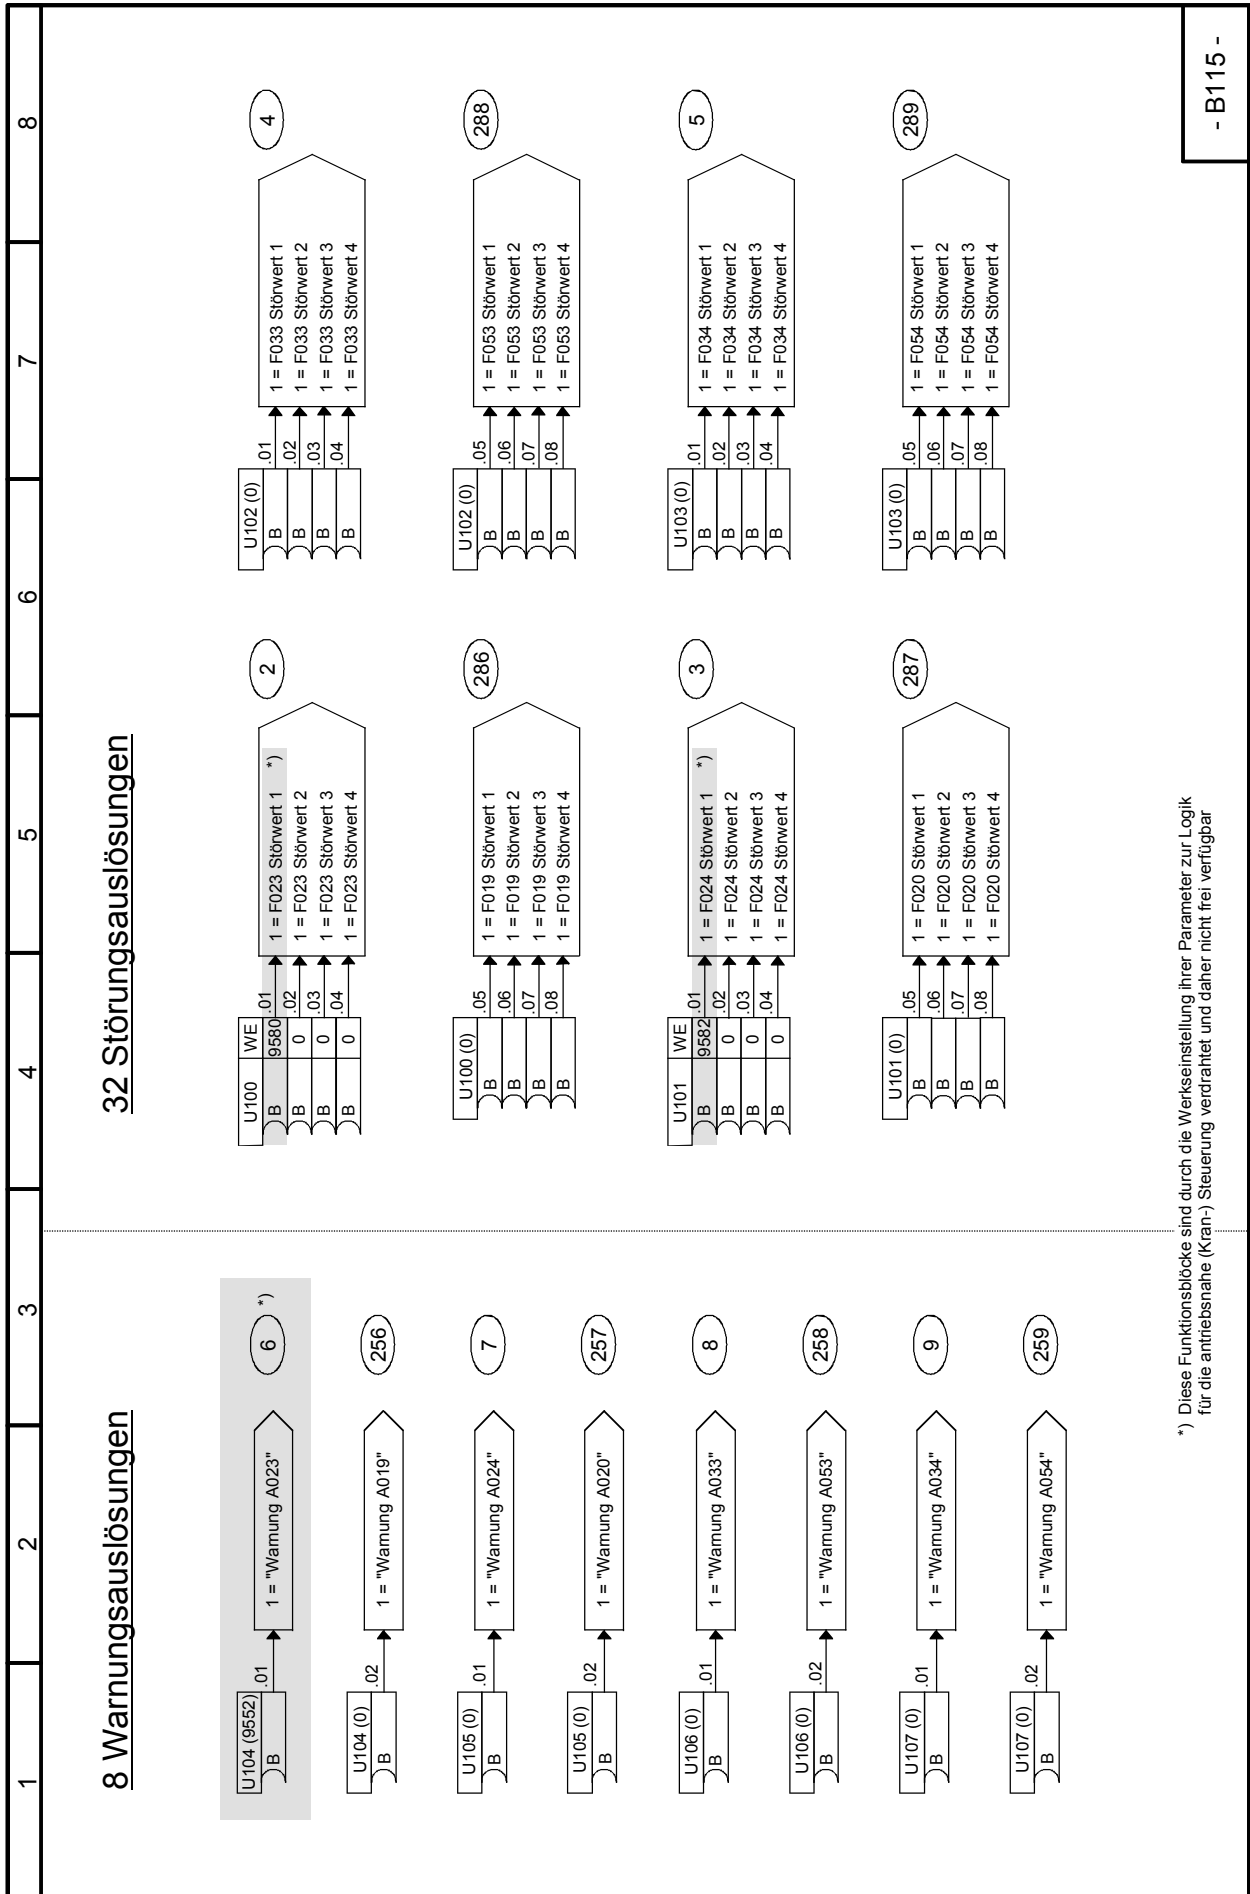 1 2 3 4 5 6 7 8
8 Warnungsauslösungen
U104 (9552)
B .01 1 = "Warnung A023" 6 *)
U104 (0)
B .02 1 = "Warnung A019" 256
U105 (0)
B .01 1 = "Warnung A024" 7
U105 (0)
B .02 1 = "Warnung A020" 257
U106 (0)
B .01 1 = "Warnung A033" 8
U106 (0)
B .02 1 = "Warnung A053" 258
U107 (0)
B .01 1 = "Warnung A034" 9
U107 (0)
B .02 1 = "Warnung A054" 259
32 Störungsauslösungen
U100 WE 2
B 9580 .01 1 = F023 Störwert 1 *)
B 0 .02 1 = F023 Störwert 2
B 0 .03 1 = F023 Störwert 3
B 0 .04 1 = F023 Störwert 4
U100 (0) 286
B .05 1 = F019 Störwert 1
B .06 1 = F019 Störwert 2
B .07 1 = F019 Störwert 3
B .08 1 = F019 Störwert 4
U101 WE 3
B 9582 .01 1 = F024 Störwert 1 *)
B 0 .02 1 = F024 Störwert 2
B 0 .03 1 = F024 Störwert 3
B 0 .04 1 = F024 Störwert 4
U101 (0) 287
B .05 1 = F020 Störwert 1
B .06 1 = F020 Störwert 2
B .07 1 = F020 Störwert 3
B .08 1 = F020 Störwert 4
U102 (0) 4
B .01 1 = F033 Störwert 1
B .02 1 = F033 Störwert 2
B .03 1 = F033 Störwert 3
B .04 1 = F033 Störwert 4
U102 (0) 288
B .05 1 = F053 Störwert 1
B .06 1 = F053 Störwert 2
B .07 1 = F053 Störwert 3
B .08 1 = F053 Störwert 4
U103 (0) 5
B .01 1 = F034 Störwert 1
B .02 1 = F034 Störwert 2
B .03 1 = F034 Störwert 3
B .04 1 = F034 Störwert 4
U103 (0) 289
B .05 1 = F054 Störwert 1
B .06 1 = F054 Störwert 2
B .07 1 = F054 Störwert 3
B .08 1 = F054 Störwert 4
*) Diese Funktionsblöcke sind durch die Werkseinstellung ihrer Parameter zur Logik
für die antriebsnahe (Kran-) Steuerung verdrahtet und daher nicht frei verfügbar
- B115 -